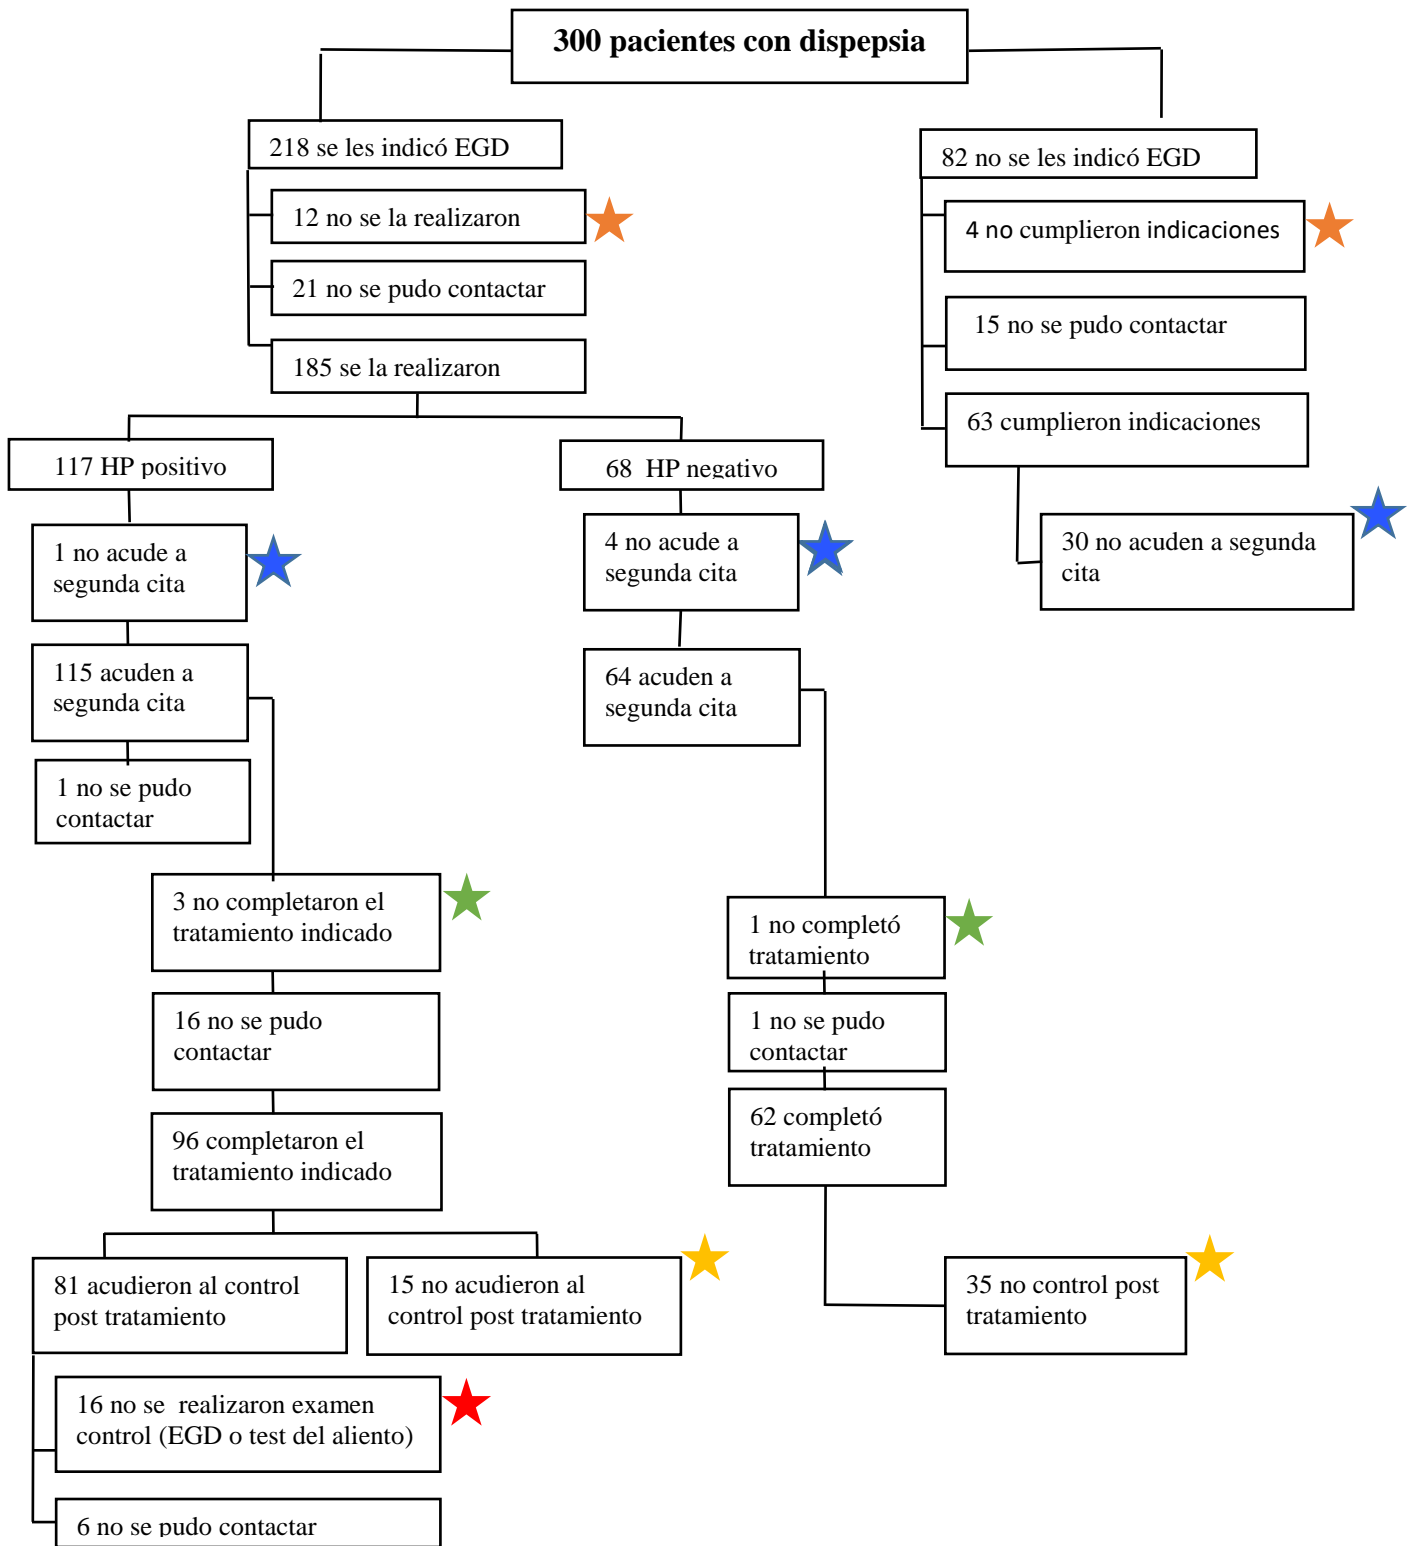 300 pacientes con dispepsia
218 se les indicó EGD
12 no se la realizaron
21 no se pudo contactar
185 se la realizaron
82 no se les indicó EGD
4 no cumplieron indicaciones
15 no se pudo contactar
63 cumplieron indicaciones
30 no acuden a segunda
cita
117 HP positivo
1 no acude a
segunda cita
115 acuden a
segunda cita
1 no se pudo
contactar
68 HP negativo
4 no acude a
segunda cita
64 acuden a
segunda cita
3 no completaron el
tratamiento indicado
16 no se pudo
contactar
96 completaron el
tratamiento indicado
1 no completó
tratamiento
1 no se pudo
contactar
62 completó
tratamiento
81 acudieron al control
post tratamiento
15 no acudieron al
control post tratamiento
35 no control post
tratamiento
16 no se realizaron examen
control (EGD o test del aliento)
6 no se pudo contactar